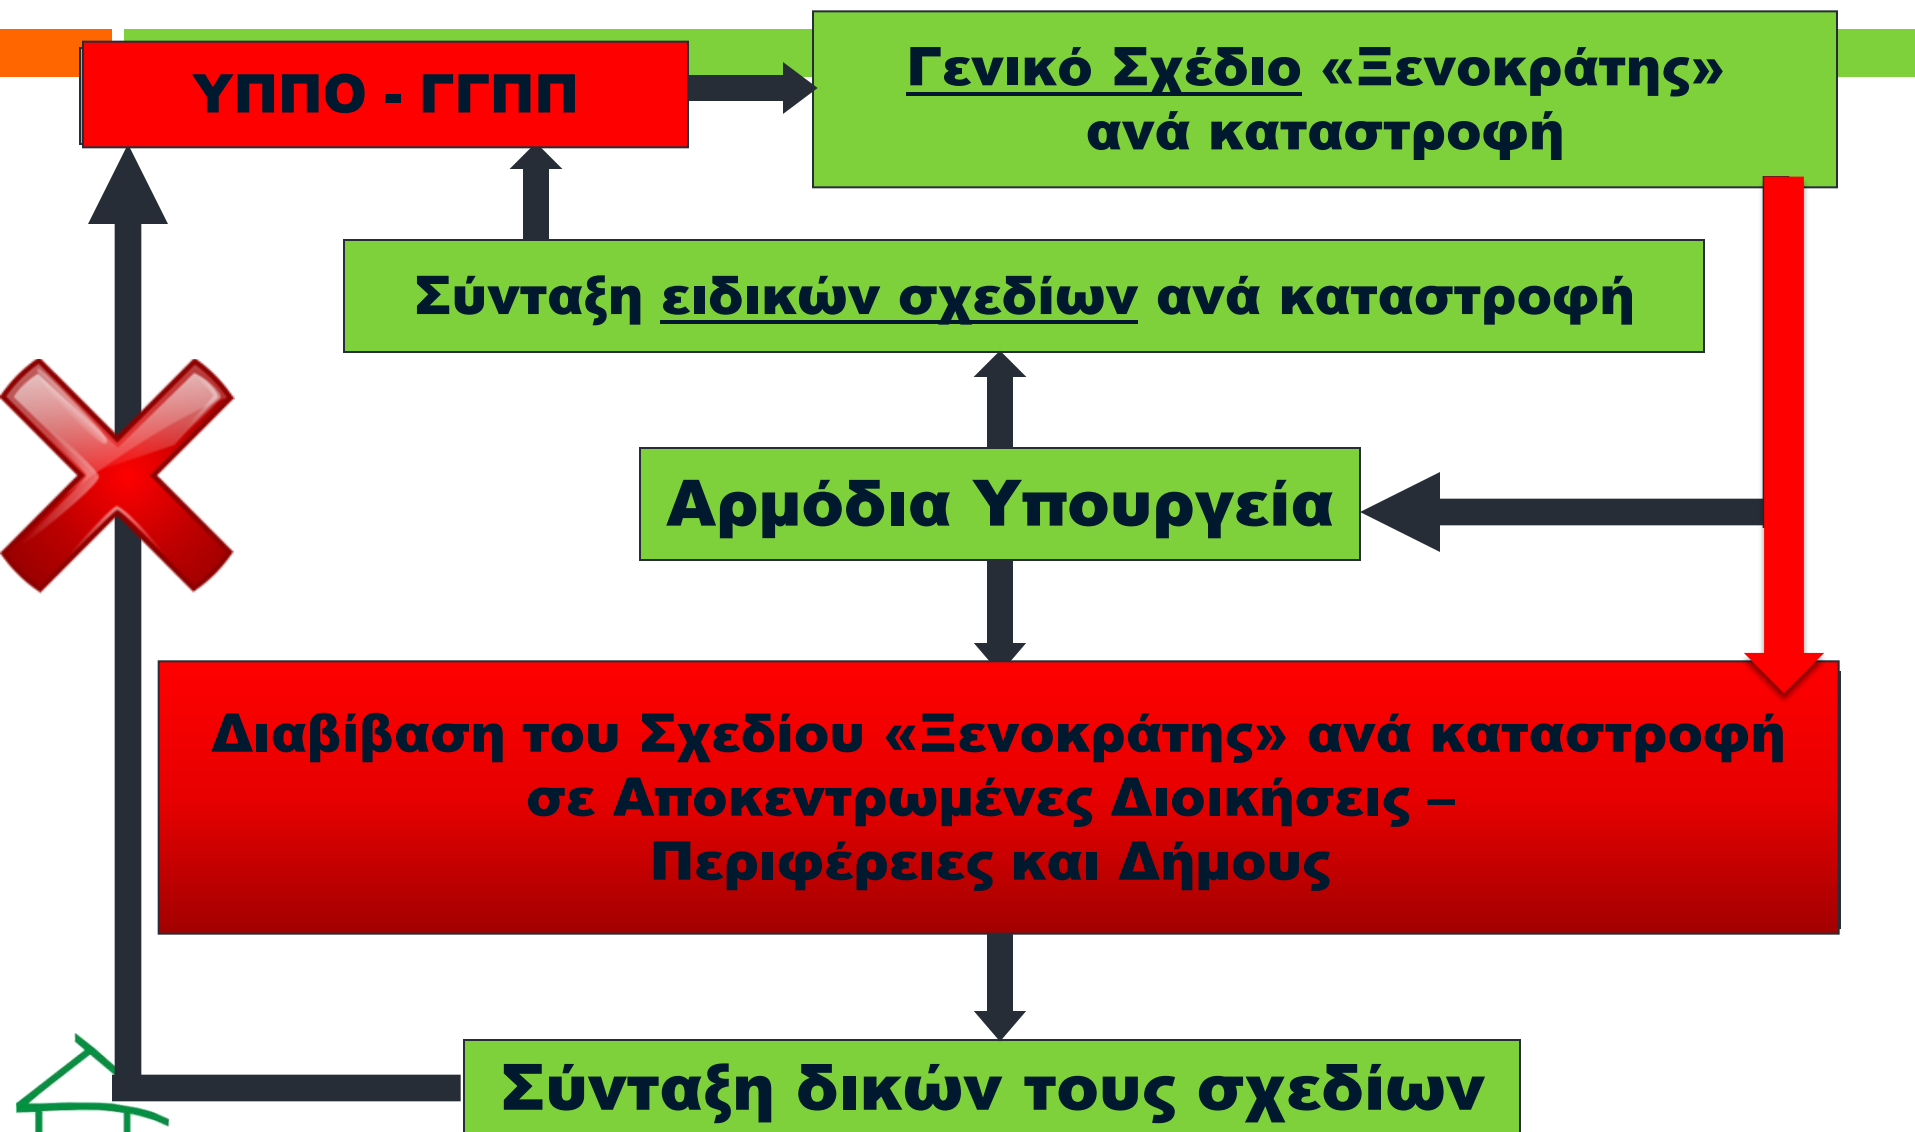 ΥΠΠΟ - ΓΓΠΠ
Γενικό Σχέδιο «Ξενοκράτης»
ανά καταστροφή
Σύνταξη ειδικών σχεδίων ανά καταστροφή
Αρμόδια Υπουργεία
Διαβίβαση του Σχεδίου «Ξενοκράτης» ανά καταστροφή
σε Αποκεντρωμένες Διοικήσεις –
Περιφέρειες και Δήμους
Σύνταξη δικών τους σχεδίων